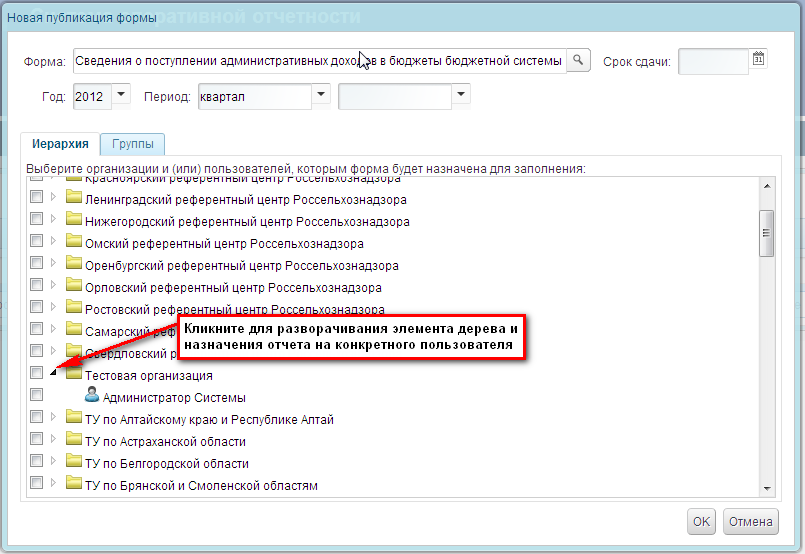 Новая публикация формы
Форма: Сведения о поступлении административных доходов в бюджеты бюджетной системы Срок сдачи: 31
Год: 2012 Период: квартал
Иерархия Группы
Выберите организации и (или) пользователей, которым форма будет назначена для заполнения:
Красноярский референтный центр Россельхознадзора
Ленинградский референтный центр Россельхознадзора
Нижегородский референтный центр Россельхознадзора
Омский референтный центр Россельхознадзора
Оренбургский референтный центр Россельхознадзора
Орловский референтный центр Россельхознадзора
Ростовский референтный центр Россельхознадзора
Самарский
Кликните для разворачивания элемента дерева и
назначения отчета на конкретного пользователя
Свердловский
Тестовая организация
Администратор Системы
ТУ по Алтайскому краю и Республике Алтай
ТУ по Астраханской области
ТУ по Белгородской области
ТУ по Брянской и Смоленской областям
OK Отмена